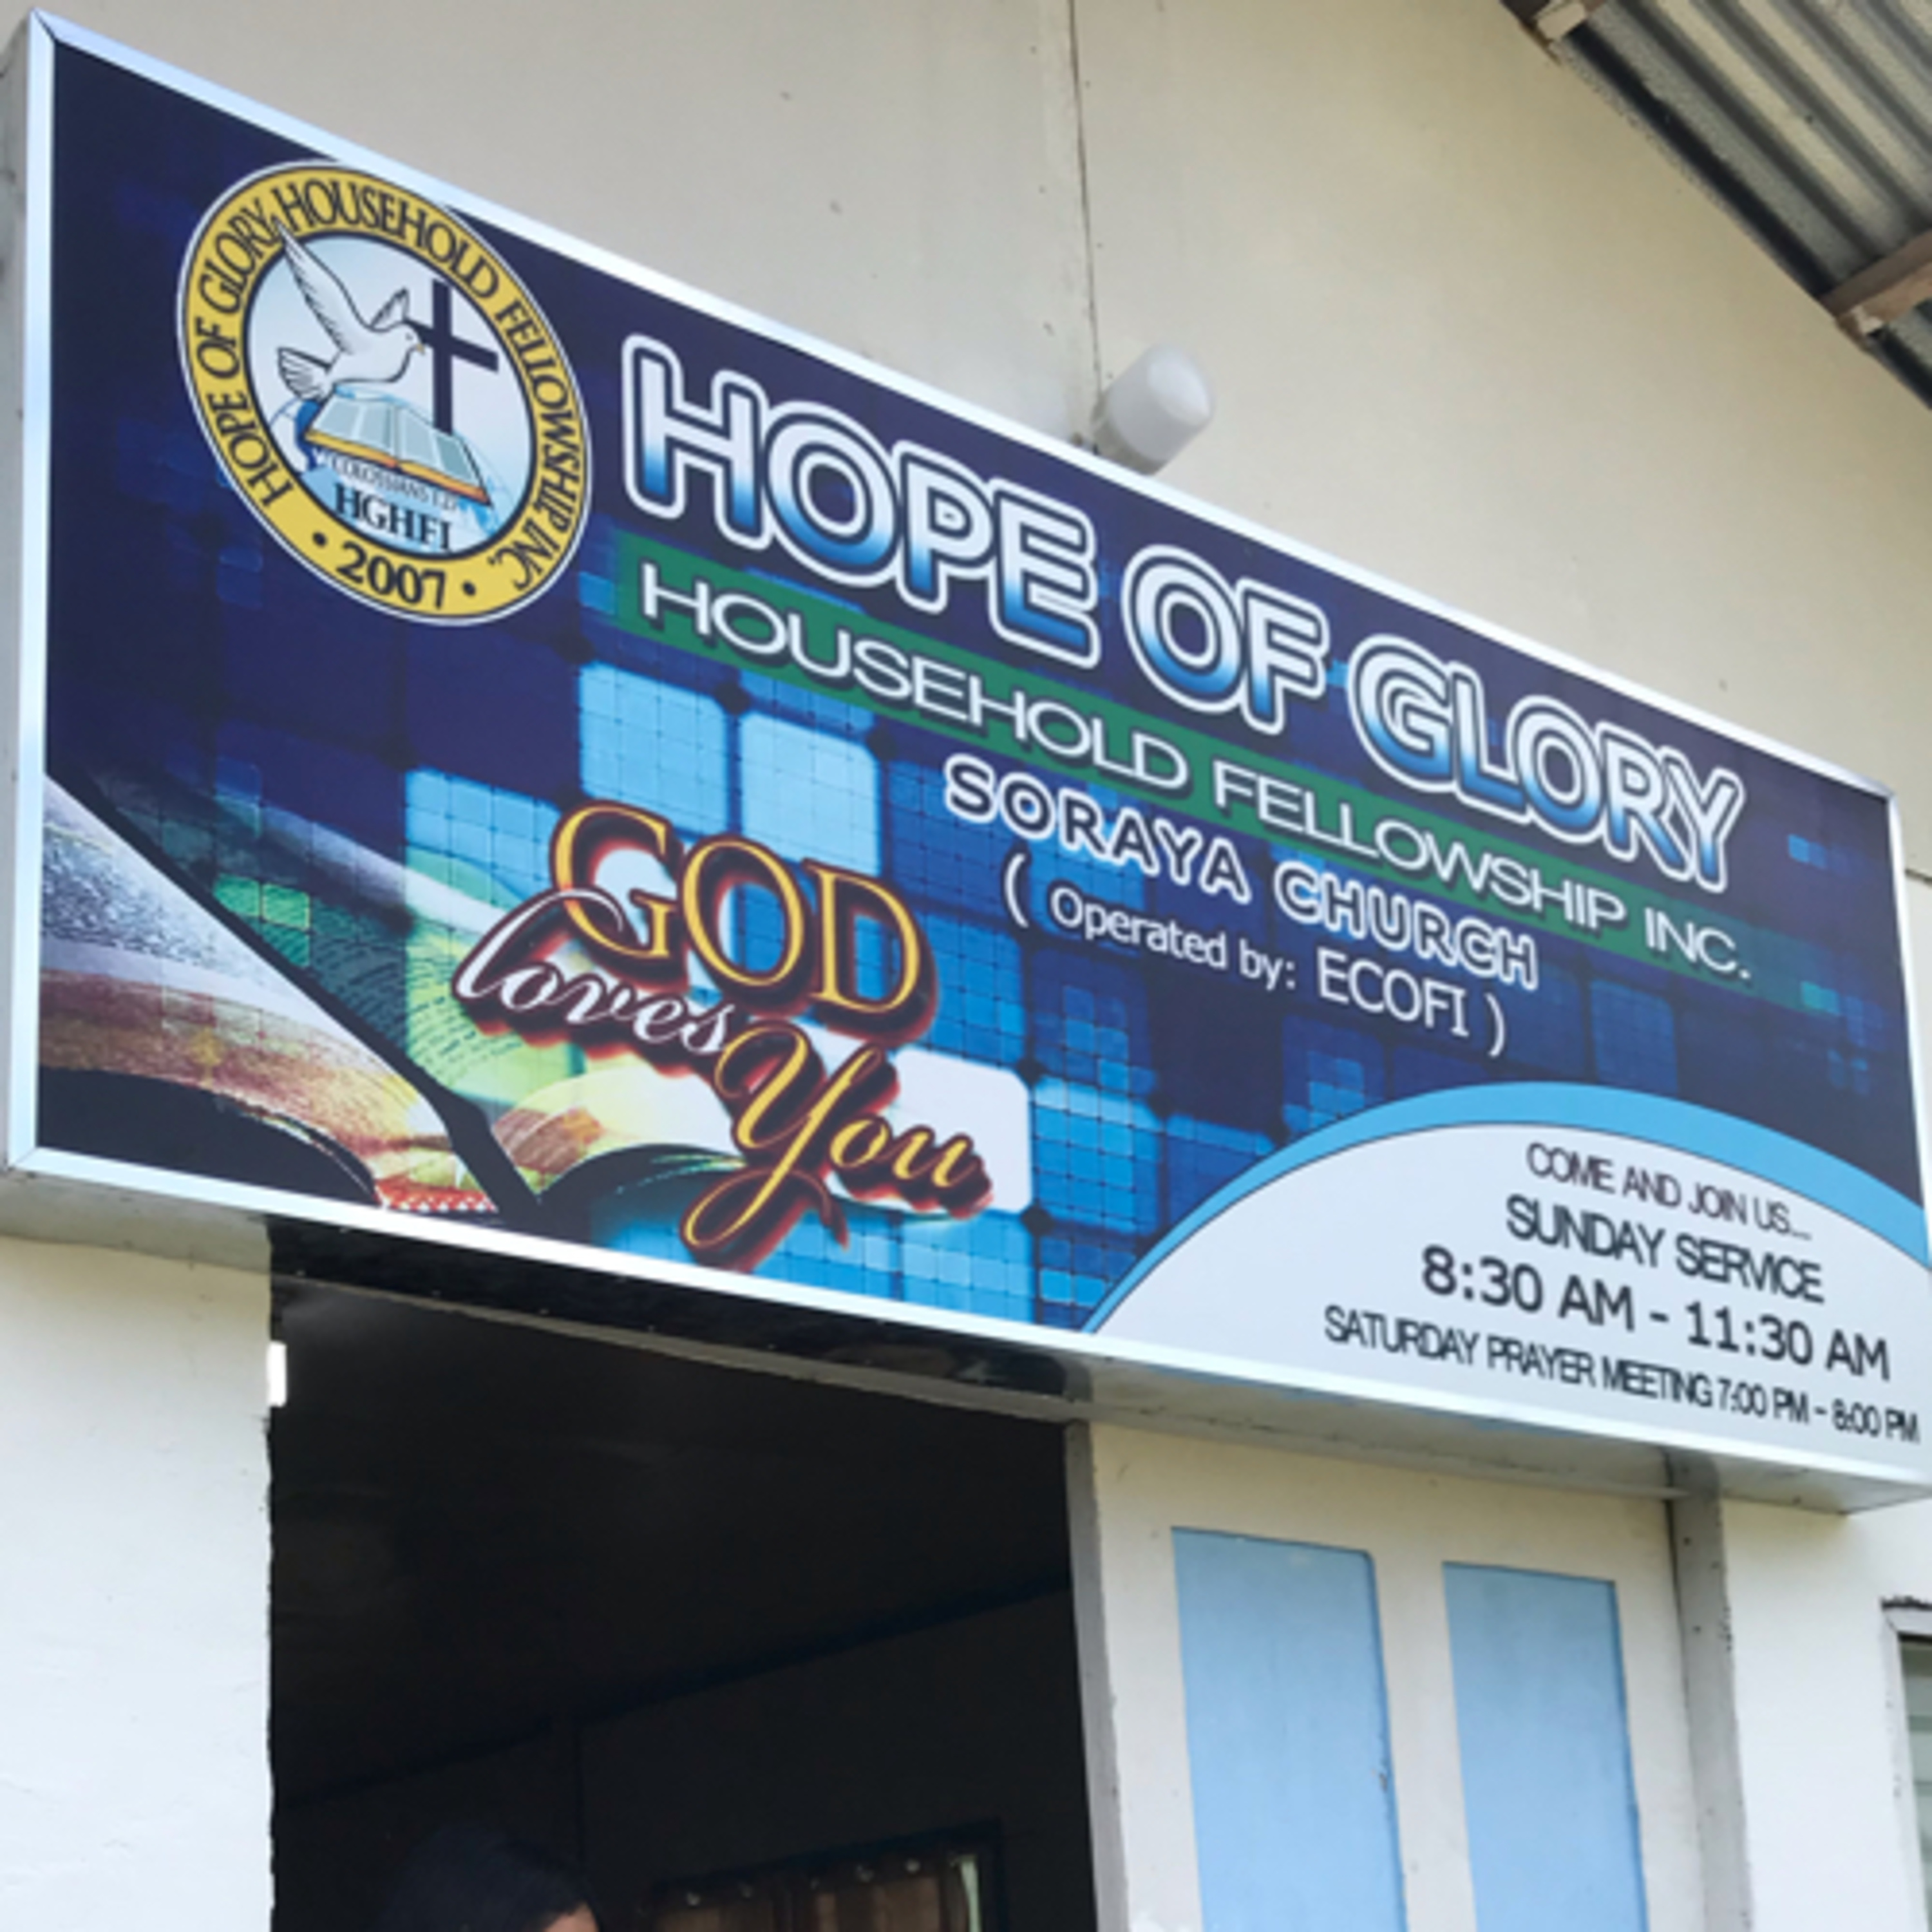 HOPE OF GLORY HOUSEHOLD FELLOWSHIP INC.
HGHFI
• 2007 •
HOPE OF GLORY
HOUSEHOLD FELLOWSHIP INC.
SORAYA CHURCH
( Operated by: ECOFI )
GOD
loves
You
COME AND JOIN US...
SUNDAY SERVICE
8:30 AM - 11:30 AM
SATURDAY PRAYER MEETING 7:00 PM - 8:00 PM